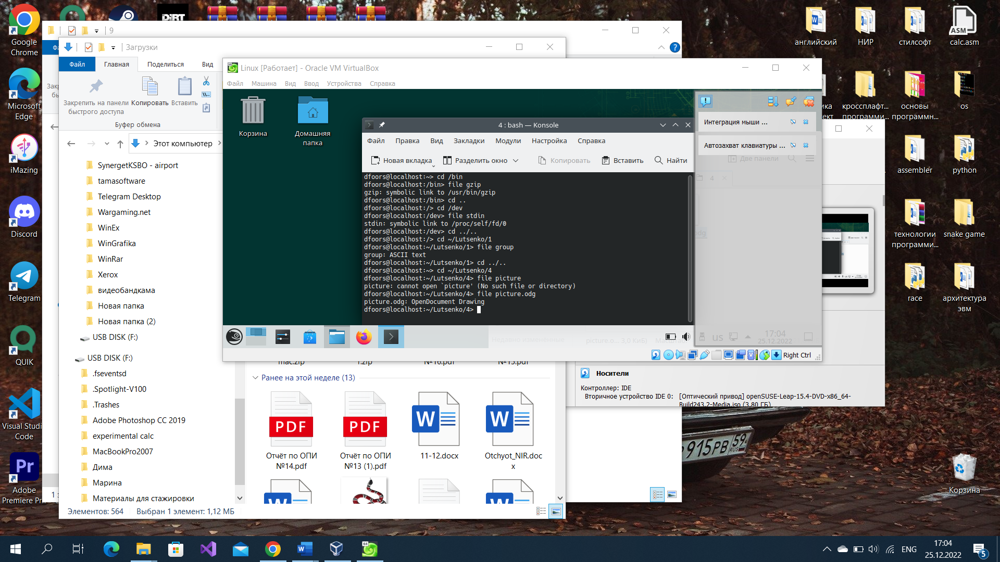 Google
Chrome
Microsoft
Edge
iMazing
Discord
Telegram
QUIK
Visual Studi
Code
Adobe
Premiere Pr...
DiRT
английский
НИР
стилсофт
calc.asm
ASM
кроссплафт...
программи...
основы
программн...
os
assembler
python
технологии
программи...
snake game
race
архитектура
эвм
Корзина
9
Загрузки
Файл
Главная
Поделиться
Вид
Закрепить на панели
быстрого доступа
Копировать
Вставить
Буфер обмена
Этот компьютер
SynergetKSBO - airport
tamasoftware
Telegram Desktop
Wargaming.net
WinEx
WinGrafika
WinRar
Xerox
видеобандкама
Новая папка
Новая папка (2)
USB DISK (F:)
USB DISK (F:)
.fseventsd
.Spotlight-V100
.Trashes
Adobe Photoshop CC 2019
experimental calc
MacBookPro2007
Дима
Марина
Материалы для стажировки
mac.zip
1.zip
№16.pdf
№15.pdf
Ранее на этой неделе (13)
PDF
PDF
Отчёт по ОПИ
№14.pdf
Отчёт по ОПИ
№13 (1).pdf
11-12.docx
Otchyot_NIR.doc
x
Элементов: 564
Выбран 1 элемент: 1,12 МБ
Linux [Работает] - Oracle VM VirtualBox
Файл Машина Вид Ввод Устройства Справка
Корзина
Домашняя
папка
4 : bash — Konsole
Файл Правка Вид Закладки Модули Настройка Справка
Новая вкладка Разделить окно Копировать Вставить Найти
dfoors@localhost:~> cd /bin
dfoors@localhost:/bin> file gzip
gzip: symbolic link to /usr/bin/gzip
dfoors@localhost:/bin> cd ..
dfoors@localhost:/> cd /dev
dfoors@localhost:/dev> file stdin
stdin: symbolic link to /proc/self/fd/0
dfoors@localhost:/dev> cd ../..
dfoors@localhost:/> cd ~/Lutsenko/1
dfoors@localhost:~/Lutsenko/1> file group
group: ASCII text
dfoors@localhost:~/Lutsenko/1> cd ../..
dfoors@localhost:~> cd ~/Lutsenko/4
dfoors@localhost:~/Lutsenko/4> file picture
picture: cannot open `picture' (No such file or directory)
dfoors@localhost:~/Lutsenko/4> file picture.odg
picture.odg: OpenDocument Drawing
dfoors@localhost:~/Lutsenko/4>
Интеграция мыши ...
Автозахват клавиатуры ...
Две панели
4
Недавно изменённые
picture.o... 3,0 КиБ)
us
17:04
25.12.2022
Right Ctrl
Носители
Контроллер: IDE
Вторичное устройство IDE 0: [Оптический привод] openSUSE-Leap-15.4-DVD-x86_64-
Build243.2-Media.iso (3,80 ГБ)
915РВ
59
RUS
ENG
17:04
25.12.2022
5